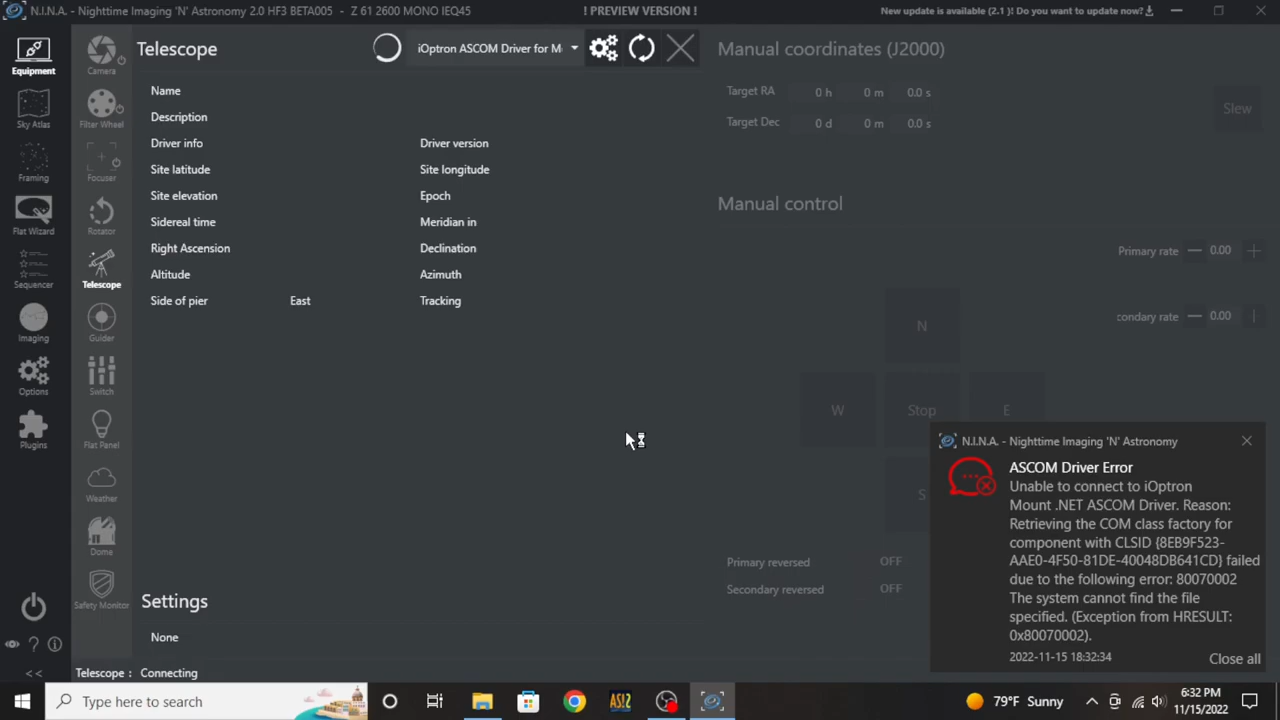 N.I.N.A. - Nighttime Imaging 'N' Astronomy 2.0 HF3 BETA005 - Z 61 2600 MONO IEQ45
! PREVIEW VERSION !
New update is available (2.1 )! Do you want to update now?
Equipment
Sky Atlas
Framing
Flat Wizard
Sequencer
Imaging
Options
Plugins
<<
Camera
Filter Wheel
Focuser
Rotator
Telescope
Guider
Switch
Flat Panel
Weather
Dome
Safety Monitor
Telescope
iOptron ASCOM Driver for M
Name
Description
Driver info
Driver version
Site latitude
Site longitude
Site elevation
Epoch
Sidereal time
Meridian in
Right Ascension
Declination
Altitude
Azimuth
Side of pier East
Tracking
Settings
None
Telescope : Connecting
Manual coordinates (J2000)
Target RA 0 h 0 m 0.0 s
Target Dec 0 d 0 m 0.0 s
Slew
Manual control
Primary rate 0.00
condary rate 0.00
N
W Stop E
S
Primary reversed OFF
Secondary reversed OFF
N.I.N.A. - Nighttime Imaging 'N' Astronomy
ASCOM Driver Error
Unable to connect to iOptron
Mount .NET ASCOM Driver. Reason:
Retrieving the COM class factory for
component with CLSID {8EB9F523-
AAE0-4F50-81DE-40048DB641CD} failed
due to the following error: 80070002
The system cannot find the file
specified. (Exception from HRESULT:
0x80070002).
2022-11-15 18:32:34
Close all
Type here to search
AS!2
79°F Sunny
6:32 PM
11/15/2022